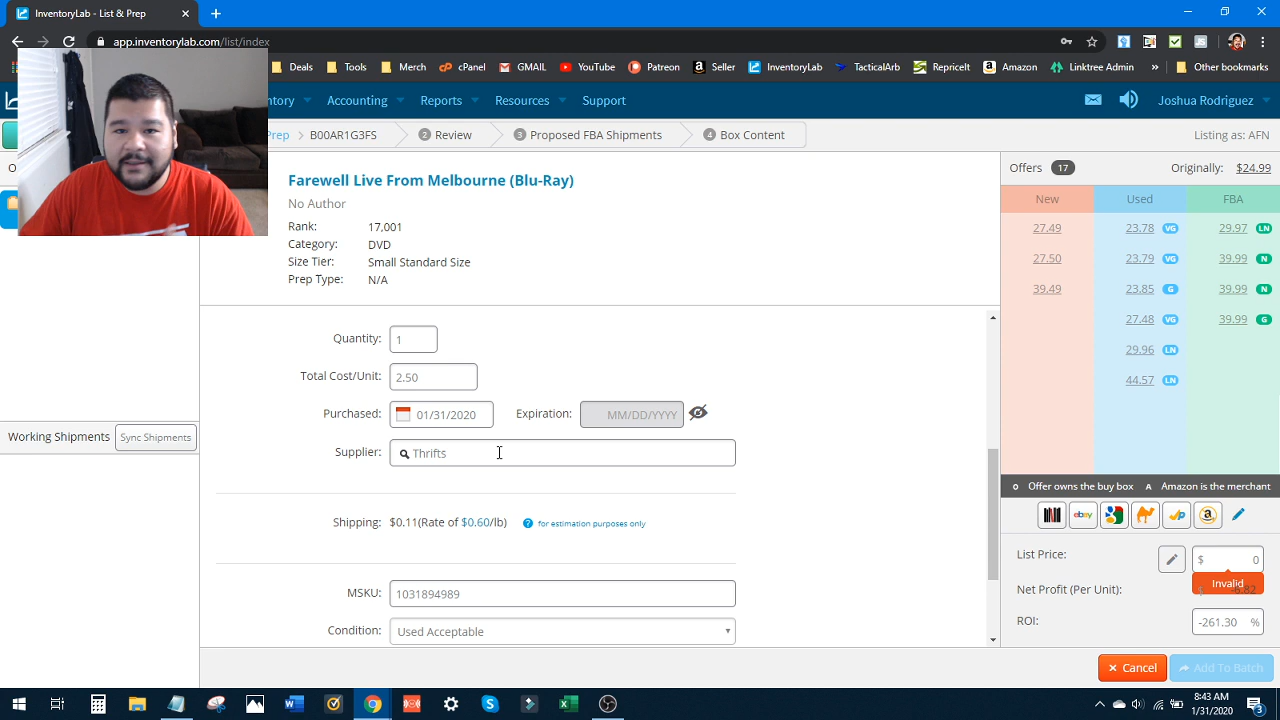 InventoryLab - List
app.inventorylab.com/list/index
Deals Tools Merch cPanel GMAIL YouTube Patreon Seller InventoryLab TacticalArb RepriceIt Amazon Linktree Admin » Other bookmarks
ntory Accounting Reports Resources Support Joshua Rodriguez
Prep B00AR1G3FS 2 Review 3 Proposed FBA Shipments 4 Box Content Listing as: AFN
Farewell Live From Melbourne (Blu-Ray)
No Author
Rank: 17,001
Category: DVD
Size Tier: Small Standard Size
Prep Type: N/A
Offers 17 Originally: $24.99
New Used FBA
27.49 23.78 VG 29.97 LN
27.50 23.79 VG 39.99 N
39.49 23.85 G 39.99 N
27.48 VG 39.99 G
29.96 LN
44.57 LN
O Offer owns the buy box A Amazon is the merchant
Quantity: 1
Total Cost/Unit: 2.50
Purchased: 01/31/2020 Expiration: MM/DD/YYYY
Supplier: Thrifts
Working Shipments Sync Shipments
Shipping: $0.11(Rate of $0.60/lb) ? for estimation purposes only
MSKU: 1031894989
Condition: Used Acceptable
ebay
a
List Price: $ 0
Invalid
Net Profit (Per Unit): $
ROI: -261.30 %
Cancel Add To Batch
8:43 AM
1/31/2020
3